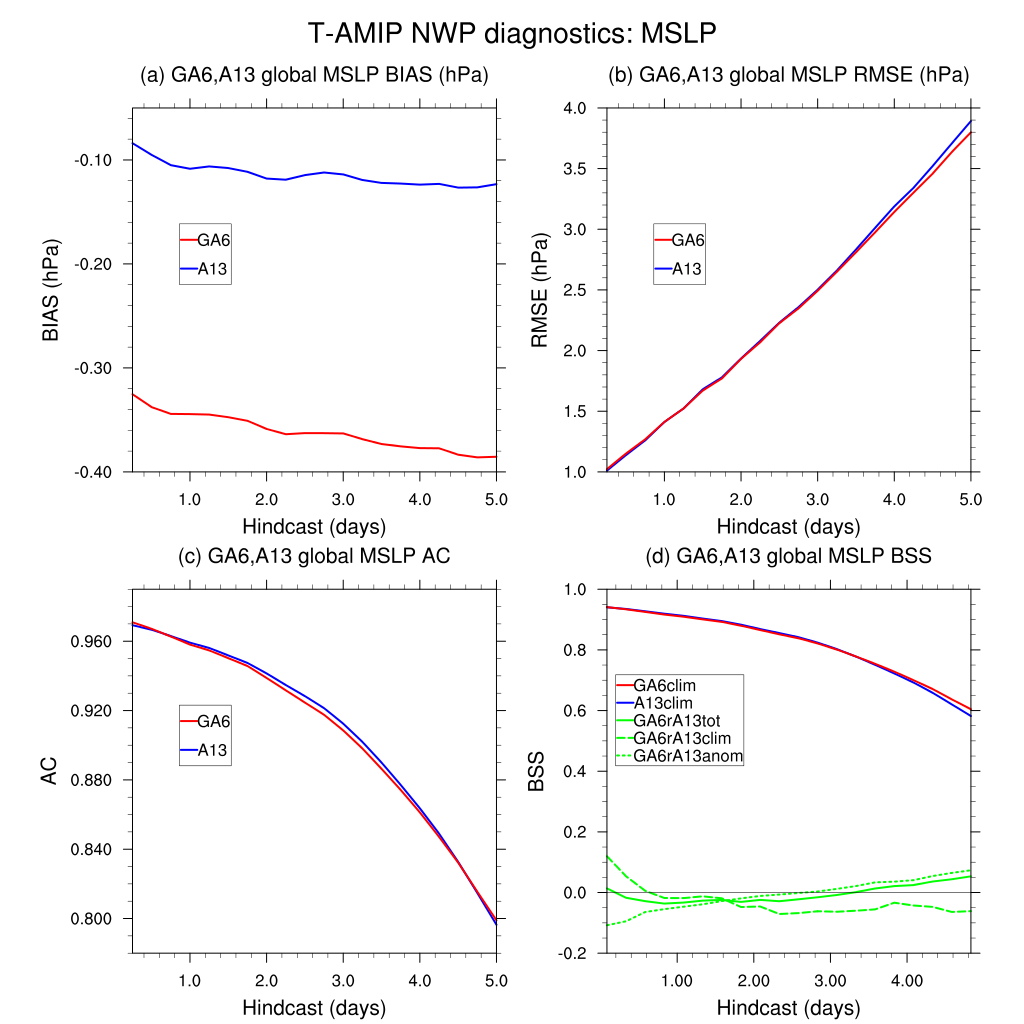 T-AMIP NWP diagnostics: MSLP
(a) GA6,A13 global MSLP BIAS (hPa)
BIAS (hPa)
-0.10
-0.20
-0.30
-0.40
GA6
A13
1.0 2.0 3.0 4.0 5.0
Hindcast (days)
(b) GA6,A13 global MSLP RMSE (hPa)
RMSE (hPa)
4.0
3.5
3.0
2.5
2.0
1.5
1.0
GA6
A13
1.0 2.0 3.0 4.0 5.0
Hindcast (days)
(c) GA6,A13 global MSLP AC
AC
0.960
0.920
0.880
0.840
0.800
GA6
A13
1.0 2.0 3.0 4.0 5.0
Hindcast (days)
(d) GA6,A13 global MSLP BSS
BSS
1.0
0.8
0.6
0.4
0.2
0.0
-0.2
GA6clim
A13clim
GA6rA13tot
GA6rA13clim
GA6rA13anom
1.00 2.00 3.00 4.00
Hindcast (days)